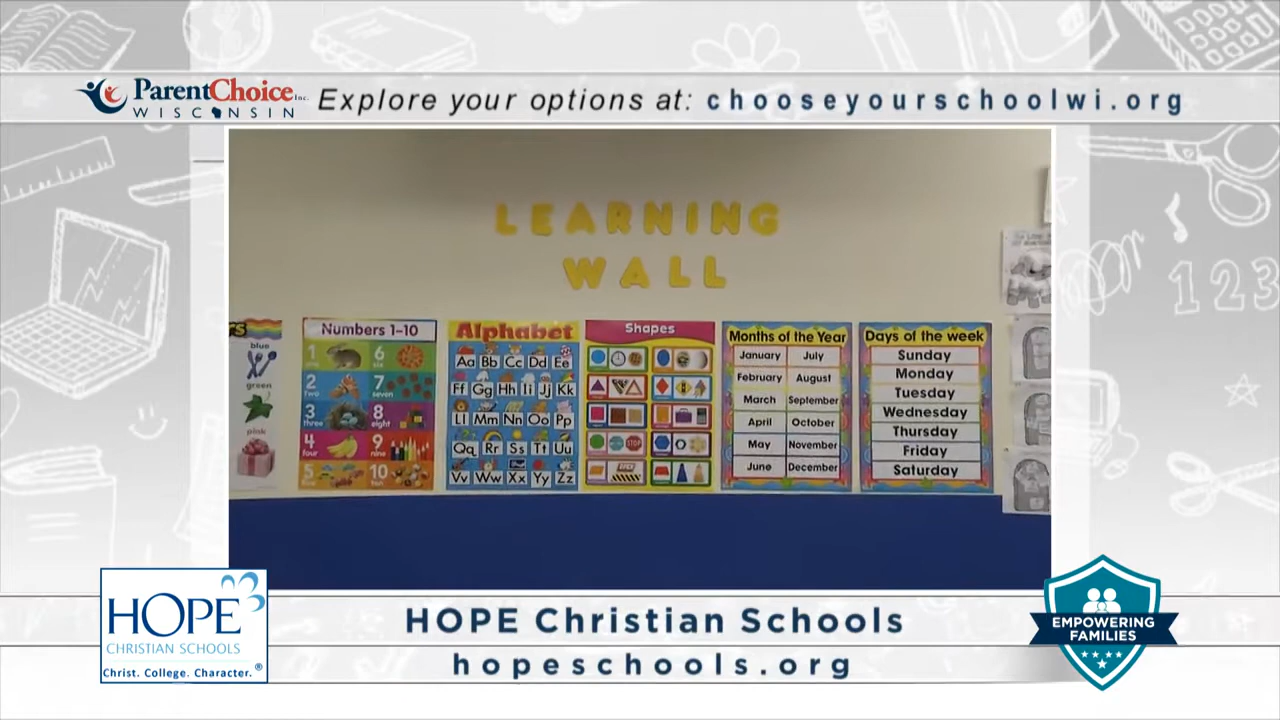 ParentChoice Inc.
WISCONSIN
Explore your options at: chooseyourschoolwi.org
LEARNING
WALL
blue
green
pink
Numbers 1-10
1 6
2 two 7 seven
3 three 8 eight
4 four 9 nine
5 10 ten
Alphabet
Aa Bb Cc Dd Ee
Ff Gg Hh Ii Jj Kk
Ll Mm Nn Oo Pp
Qq Rr Ss Tt Uu
Vv Ww Xx Yy Zz
Shapes
STOP
Months of the Year
January July
February August
March September
April October
May November
June December
Days of the week
Sunday
Monday
Tuesday
Wednesday
Thursday
Friday
Saturday
123
HOPE
CHRISTIAN SCHOOLS
Christ. College. Character.®
HOPE Christian Schools
hopeschools.org
EMPOWERING
FAMILIES